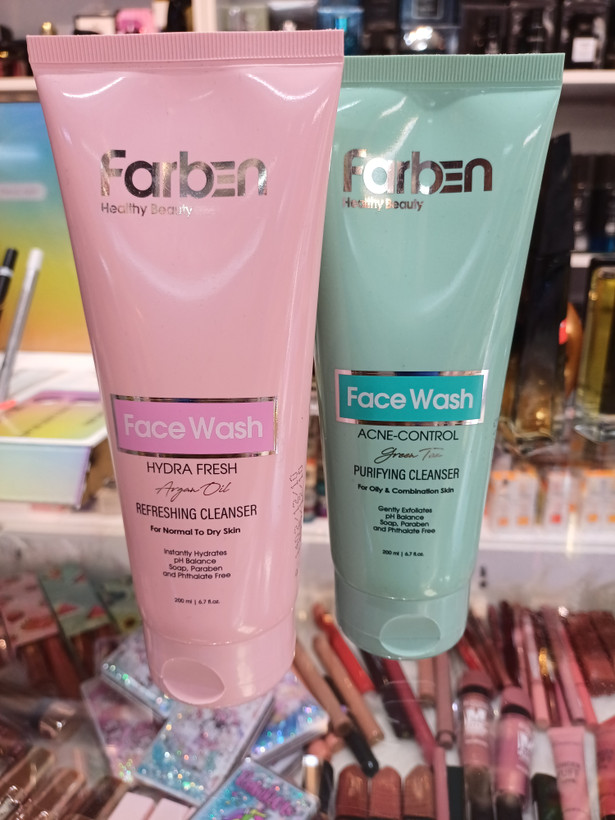 Farben
Healthy Beauty
Face Wash
HYDRA FRESH
Argan Oil
REFRESHING CLEANSER
For Normal To Dry Skin
Instantly Hydrates
pH Balance
Soap, Paraben
and Phthalate Free
200 ml | 6.7 fl.oz.
Farben
Healthy Beauty
Face Wash
ACNE-CONTROL
Green Tea
PURIFYING CLEANSER
For Oily & Combination Skin
Gently Exfoliates
pH Balance
Soap, Paraben
and Phthalate Free
200 ml | 6.7 fl.oz.